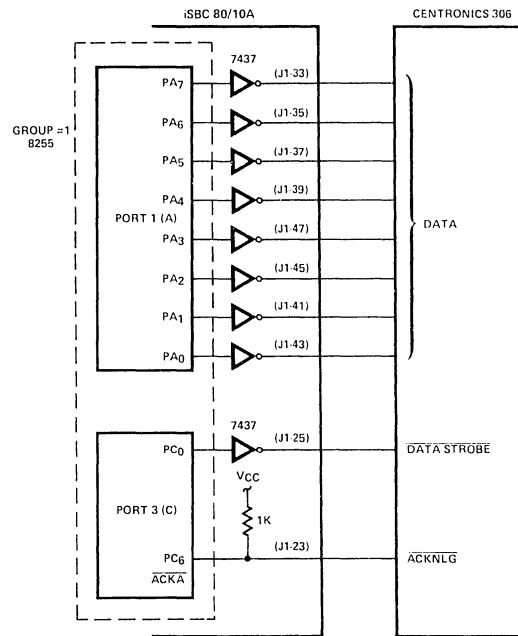 iSBC 80/10A
CENTRONICS 306
GROUP #1
8255
PORT 1 (A)
7437
PA7 (J1-33)
PA6 (J1-35)
PA5 (J1-37)
PA4 (J1-39)
PA3 (J1-47)
PA2 (J1-45)
PA1 (J1-41)
PA0 (J1-43)
DATA
7437
PC0 (J1-25) DATA STROBE
PORT 3 (C)
VCC
1K
PC6 (J1-23) ACKNLG
ACKA